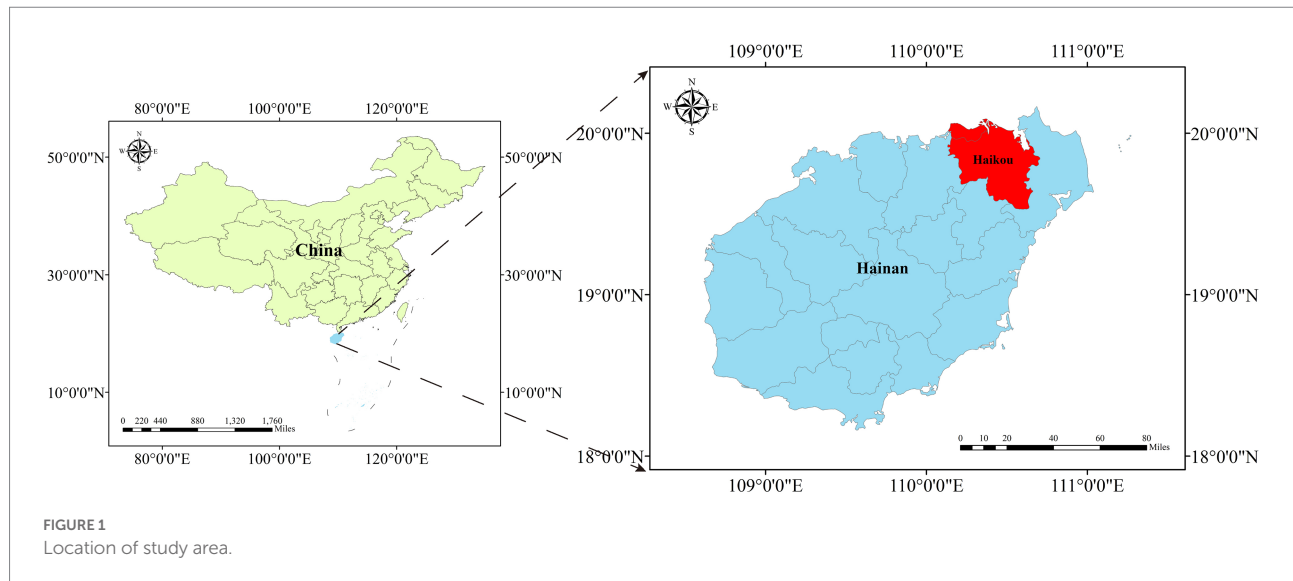 109°0'0"E 110°0'0"E 111°0'0"E
80°0'0"E 100°0'0"E 120°0'0"E
N
W E
S
N
W E
S
50°0'0"N 50°0'0"N
30°0'0"N 30°0'0"N
10°0'0"N 10°0'0"N
China
0 220 440 880 1,320 1,760
Miles
80°0'0"E 100°0'0"E 120°0'0"E
20°0'0"N 20°0'0"N
Haikou
Hainan
19°0'0"N 19°0'0"N
0 10 20 40 60 80
Miles
18°0'0"N 18°0'0"N
109°0'0"E 110°0'0"E 111°0'0"E
FIGURE 1
Location of study area.